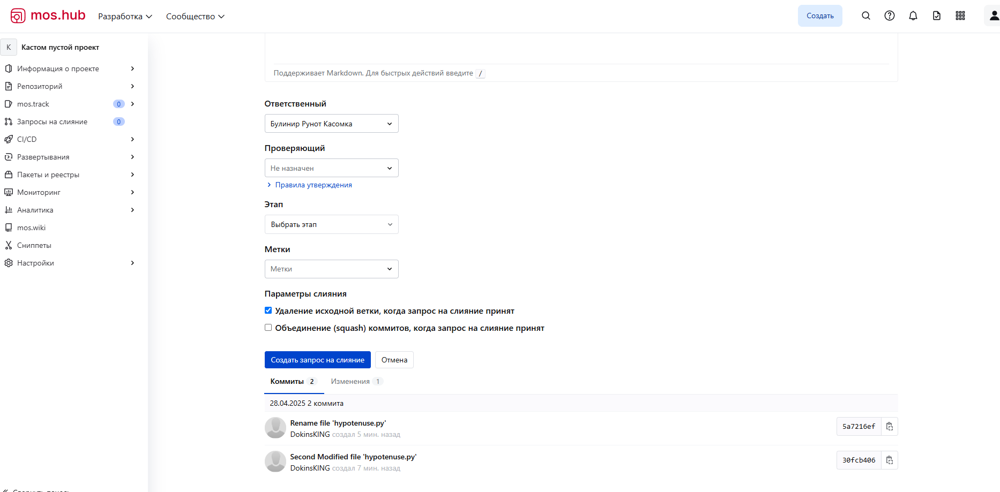 mos.hub Разработка Сообщество Создать
К Кастом пустой проект
Информация о проекте
Репозиторий
mos.track 0
Запросы на слияние 0
CI/CD
Развертывания
Пакеты и реестры
Мониторинг
Аналитика
mos.wiki
Сниппеты
Настройки
Свернуть панель
Поддерживает Markdown. Для быстрых действий введите /
Ответственный
Булинир Рунот Касомка
Проверяющий
Не назначен
Правила утверждения
Этап
Выбрать этап
Метки
Метки
Параметры слияния
Удаление исходной ветки, когда запрос на слияние принят
Объединение (squash) коммитов, когда запрос на слияние принят
Создать запрос на слияние Отмена
Коммиты 2 Изменения 1
28.04.2025 2 коммита
Rename file 'hypotenuse.py' 5a7216ef
DokinsKING создал 5 мин. назад
Second Modified file 'hypotenuse.py' 30fcb406
DokinsKING создал 7 мин. назад